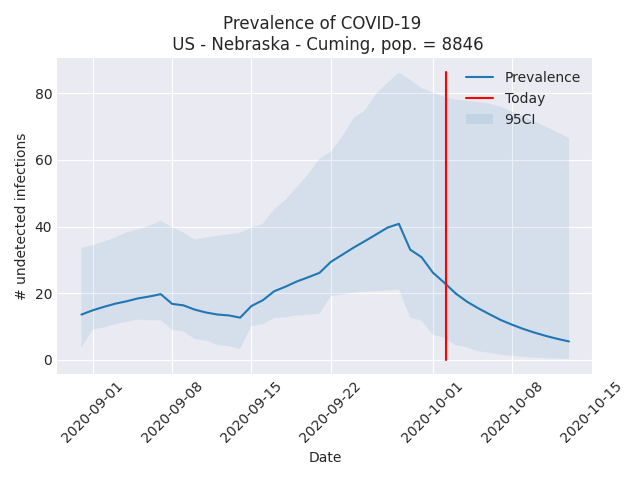 Prevalence of COVID-19
US - Nebraska - Cuming, pop. = 8846
Prevalence
Today
95CI
# undetected infections
80
60
40
20
0
2020-09-01
2020-09-08
2020-09-15
2020-09-22
2020-10-01
2020-10-08
2020-10-15
Date